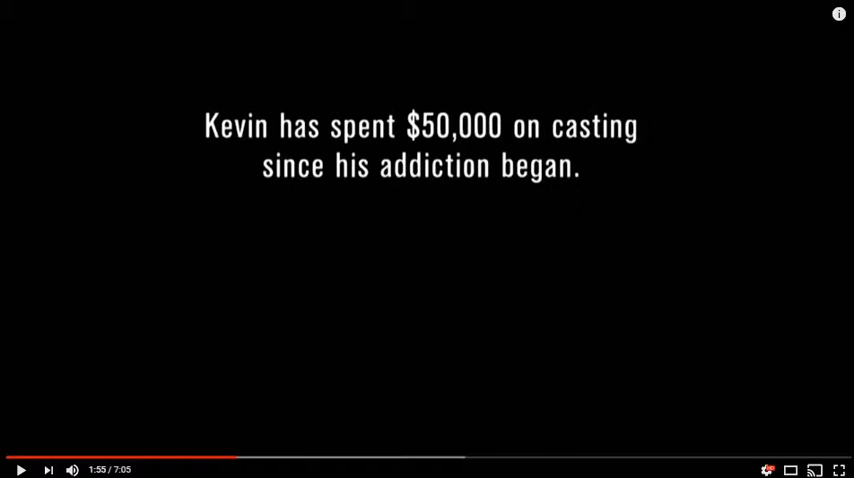 Kevin has spent $50,000 on casting
since his addiction began.
1:55 / 7:05